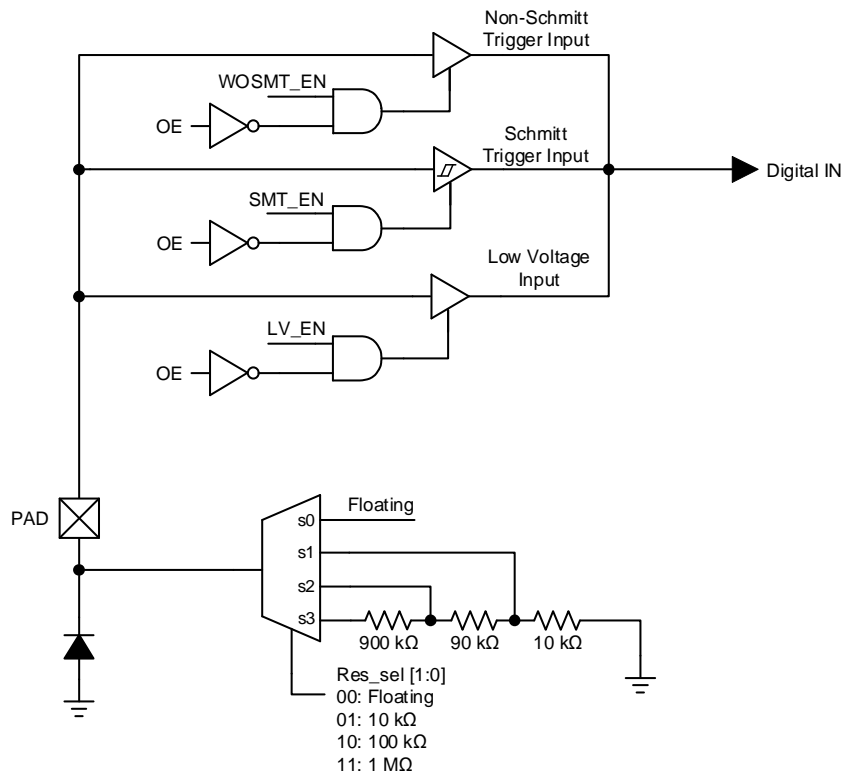 Non-Schmitt
Trigger Input
WOSMT_EN
OE
Schmitt
Trigger Input
Digital IN
SMT_EN
OE
Low Voltage
Input
LV_EN
OE
PAD
Floating
s0
s1
s2
s3
900 kΩ
90 kΩ
10 kΩ
Res_sel [1:0]
00: Floating
01: 10 kΩ
10: 100 kΩ
11: 1 MΩ